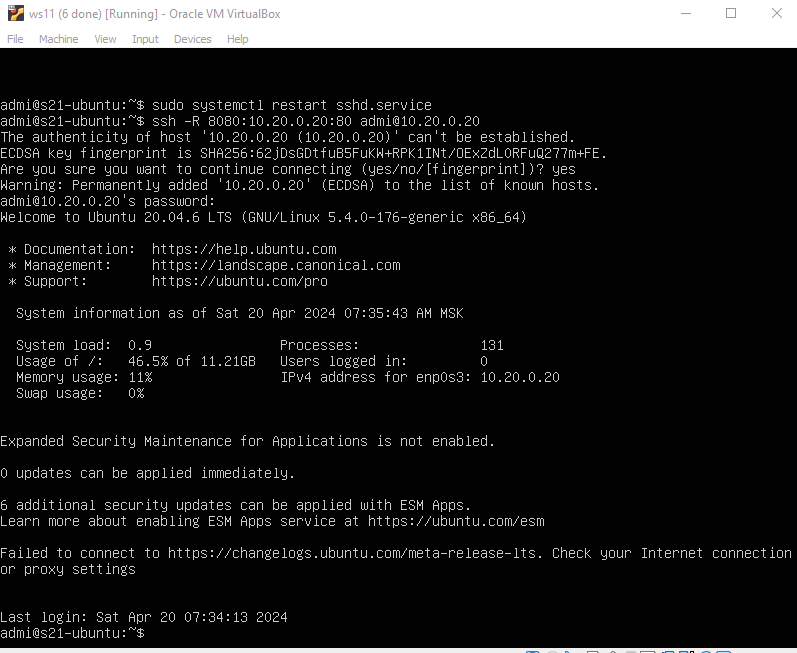 ws11 (6 done) [Running] - Oracle VM VirtualBox
File Machine View Input Devices Help
admi@s21-ubuntu:~$ sudo systemctl restart sshd.service
admi@s21-ubuntu:~$ ssh -R 8080:10.20.0.20:80 admi@10.20.0.20
The authenticity of host '10.20.0.20 (10.20.0.20)' can't be established.
ECDSA key fingerprint is SHA256:62jDsGDtfuB5FuKW+RPK1INt/OExZdLORFuQ277m+FE.
Are you sure you want to continue connecting (yes/no/[fingerprint])? yes
Warning: Permanently added '10.20.0.20' (ECDSA) to the list of known hosts.
admi@10.20.0.20's password:
Welcome to Ubuntu 20.04.6 LTS (GNU/Linux 5.4.0-176-generic x86_64)
* Documentation: https://help.ubuntu.com
* Management: https://landscape.canonical.com
* Support: https://ubuntu.com/pro
System information as of Sat 20 Apr 2024 07:35:43 AM MSK
System load: 0.9 Processes: 131
Usage of /: 46.5% of 11.21GB Users logged in: 0
Memory usage: 11% IPv4 address for enp0s3: 10.20.0.20
Swap usage: 0%
Expanded Security Maintenance for Applications is not enabled.
0 updates can be applied immediately.
6 additional security updates can be applied with ESM Apps.
Learn more about enabling ESM Apps service at https://ubuntu.com/esm
Failed to connect to https://changelogs.ubuntu.com/meta-release-lts. Check your Internet connection
or proxy settings
Last login: Sat Apr 20 07:34:13 2024
admi@s21-ubuntu:~$